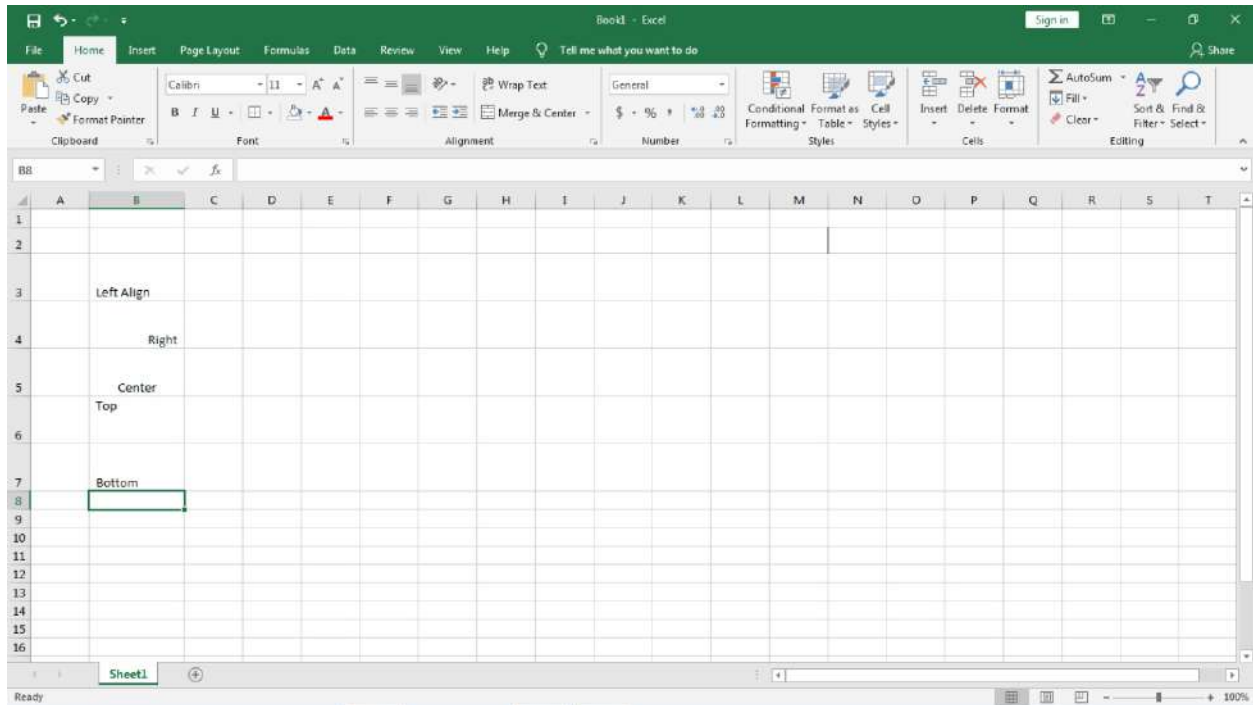 Book1 - Excel
Sign in
File Home Insert Page Layout Formulas Data Review View Help Tell me what you want to do Share
Paste
Cut
Copy
Format Painter
Clipboard
Calibri 11 A A
B I U A
Font
Wrap Text
Merge & Center
Alignment
General
$ % , .00 .00
Number
Conditional Formatting
Format as Table
Cell Styles
Styles
Insert Delete Format
Cells
AutoSum
Fill
Clear
Sort & Filter
Find & Select
Editing
B8 fx
A B C D E F G H I J K L M N O P Q R S T
1
2
3 Left Align
4 Right
5 Center
Top
6
7 Bottom
8
9
10
11
12
13
14
15
16
Sheet1
Ready 100%